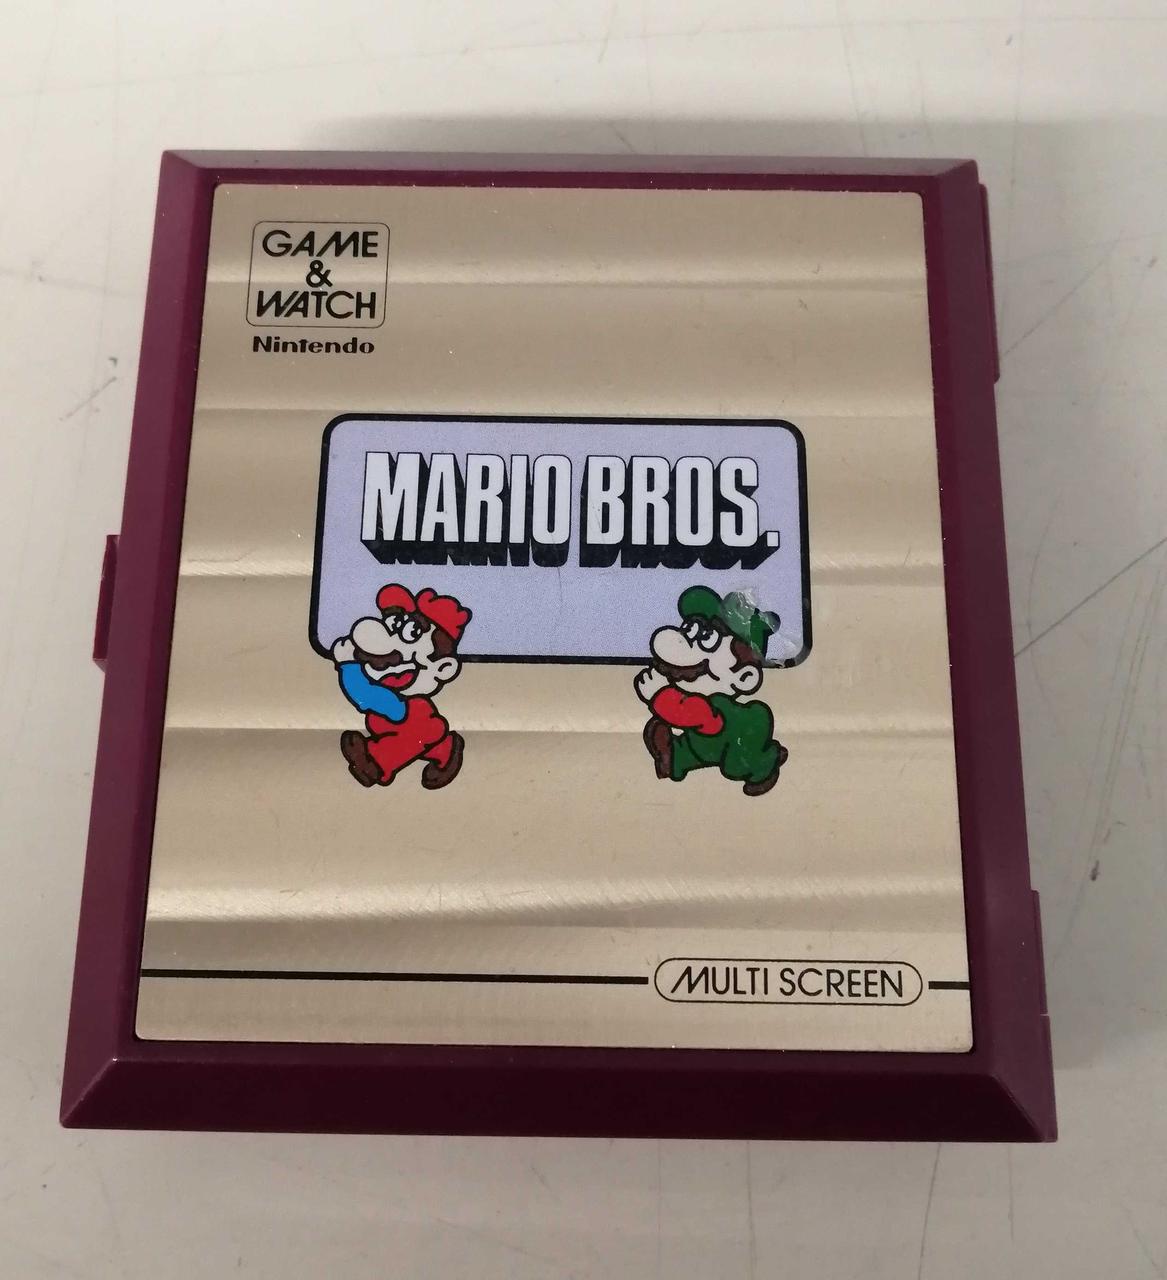 GAME
&
WATCH
Nintendo
MARIO BROS.
MULTI SCREEN